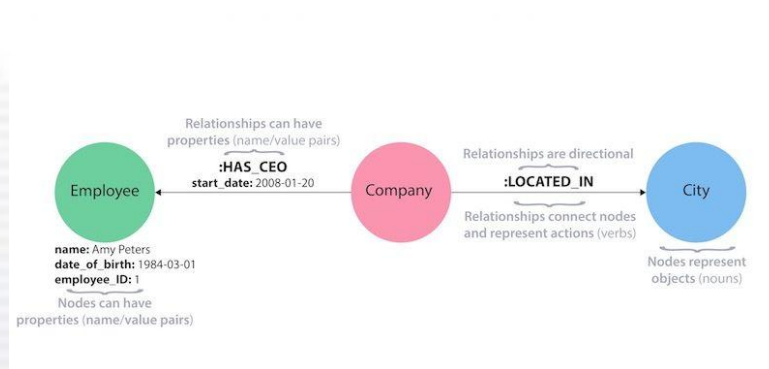 Relationships can have
properties (name/value pairs)
:HAS_CEO
start_date: 2008-01-20
Employee
Company
Relationships are directional
:LOCATED_IN
Relationships connect nodes
and represent actions (verbs)
City
name: Amy Peters
date_of_birth: 1984-03-01
employee_ID: 1
Nodes can have
properties (name/value pairs)
Nodes represent
objects (nouns)